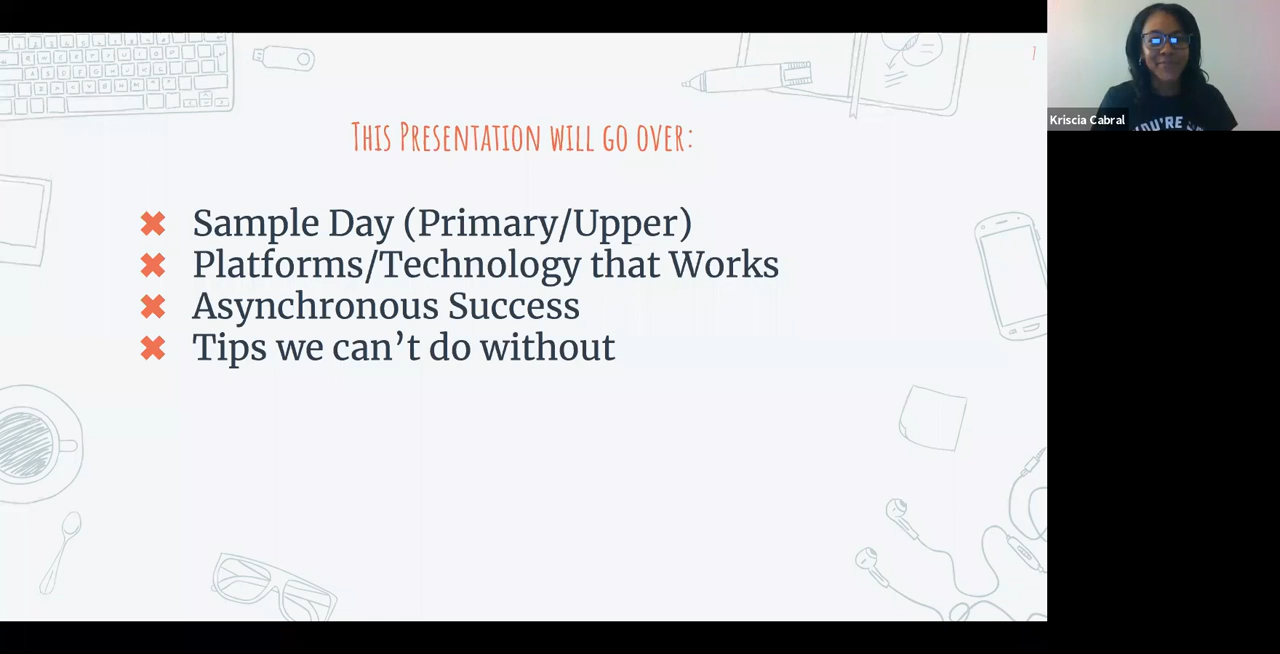 THIS PRESENTATION WILL GO OVER:
✖ Sample Day (Primary/Upper)
✖ Platforms/Technology that Works
✖ Asynchronous Success
✖ Tips we can’t do without
Kriscia Cabral